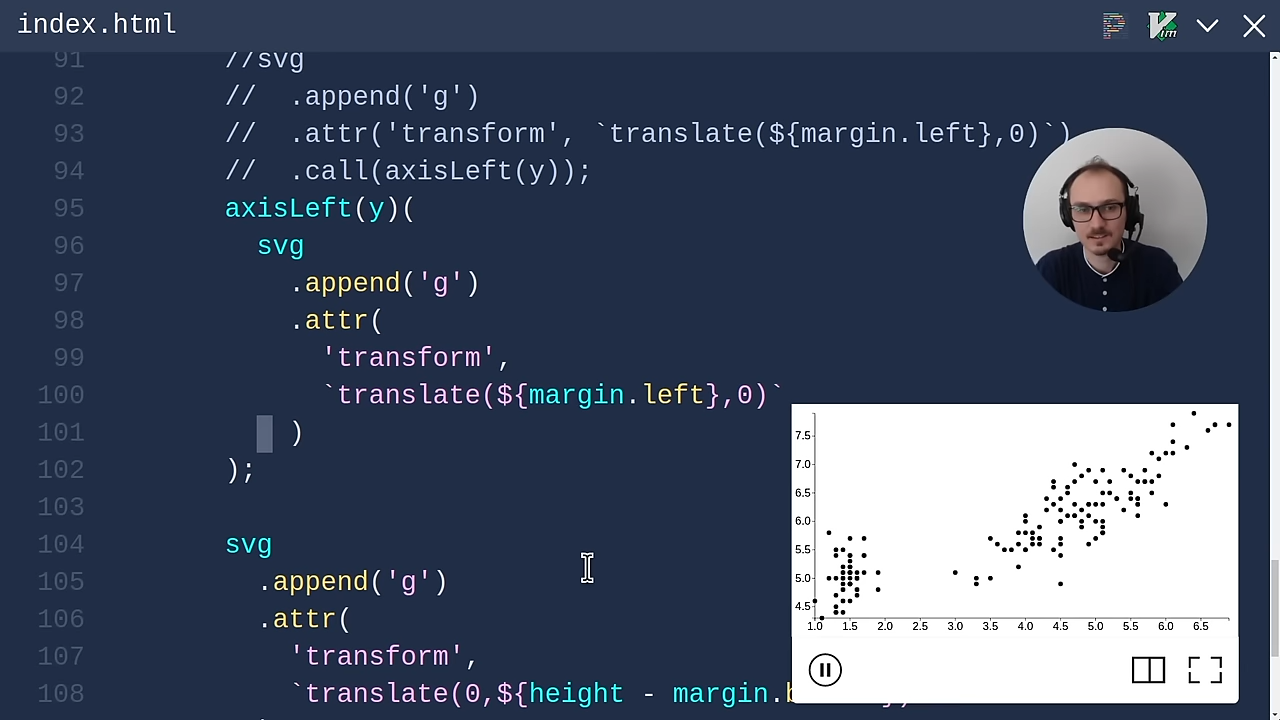 index.html
Vim
91 //svg
92 //  .append('g')
93 //  .attr('transform', `translate(${margin.left},0)`)
94 //  .call(axisLeft(y));
95 axisLeft(y)(
96 svg
97 .append('g')
98 .attr(
99 'transform',
100 `translate(${margin.left},0)`
101 )
102 );
103
104 svg
105 .append('g')
106 .attr(
107 'transform',
108 `translate(0,${height - margin.
7.5
7.0
6.5
6.0
5.5
5.0
4.5
1.0 1.5 2.0 2.5 3.0 3.5 4.0 4.5 5.0 5.5 6.0 6.5